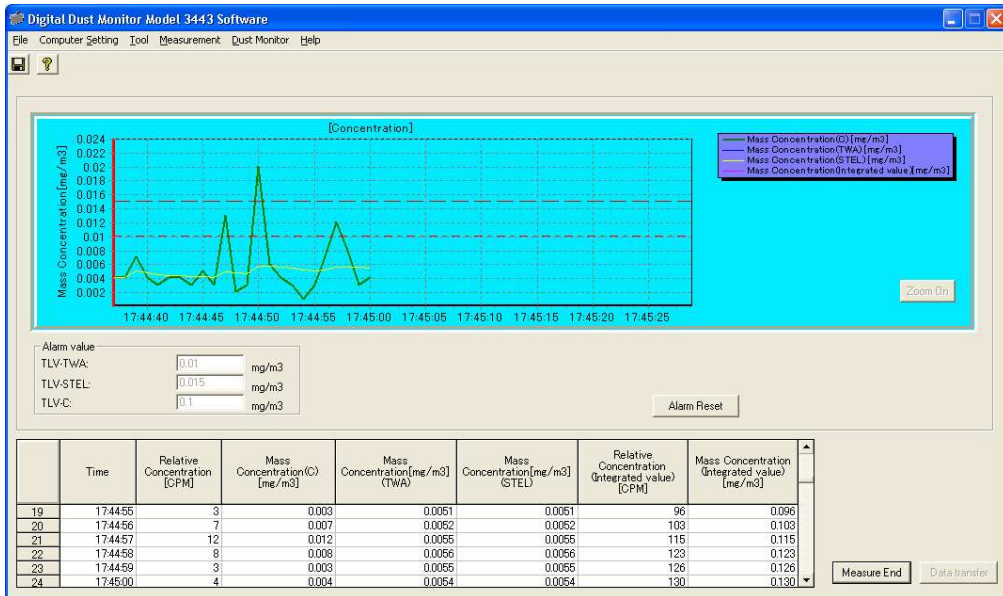 Digital Dust Monitor Model 3443 Software
File Computer Setting Tool Measurement Dust Monitor Help
[Concentration]
Mass Concentration[mg/m3]
0.024
0.022
0.02
0.018
0.016
0.014
0.012
0.01
0.008
0.006
0.004
0.002
17:44:40 17:44:45 17:44:50 17:44:55 17:45:00 17:45:05 17:45:10 17:45:15 17:45:20 17:45:25
Mass Concentration(C)[mg/m3]
Mass Concentration(TWA)[mg/m3]
Mass Concentration(STEL)[mg/m3]
Mass Concentration(Integrated value)[mg/m3]
Zoom On
Alarm value
TLV-TWA: 0.01 mg/m3
TLV-STEL: 0.015 mg/m3
TLV-C: 0.1 mg/m3
Alarm Reset
Time
Relative
Concentration
[CPM]
Mass
Concentration(C)
[mg/m3]
Mass
Concentration[mg/m3]
(TWA)
Mass
Concentration[mg/m3]
(STEL)
Relative
Concentration
(Integrated value)
[CPM]
Mass Concentration
(Integrated value)
[mg/m3]
19 17:44:55 3 0.003 0.0051 0.0051 96 0.096
20 17:44:56 7 0.007 0.0052 0.0052 103 0.103
21 17:44:57 12 0.012 0.0055 0.0055 115 0.115
22 17:44:58 8 0.008 0.0056 0.0056 123 0.123
23 17:44:59 3 0.003 0.0055 0.0055 126 0.126
24 17:45:00 4 0.004 0.0054 0.0054 130 0.130
Measure End
Data transfer